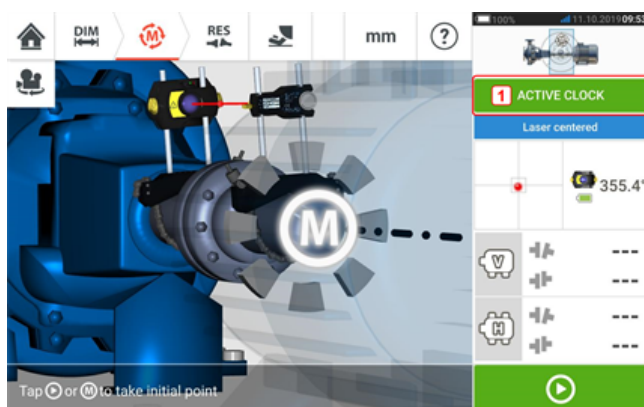 DIM
M
RES
mm
?
100%
11.10.2019 09:53
1 ACTIVE CLOCK
Laser centered
355.4°
M
V
---
---
H
---
---
Tap or M to take initial point